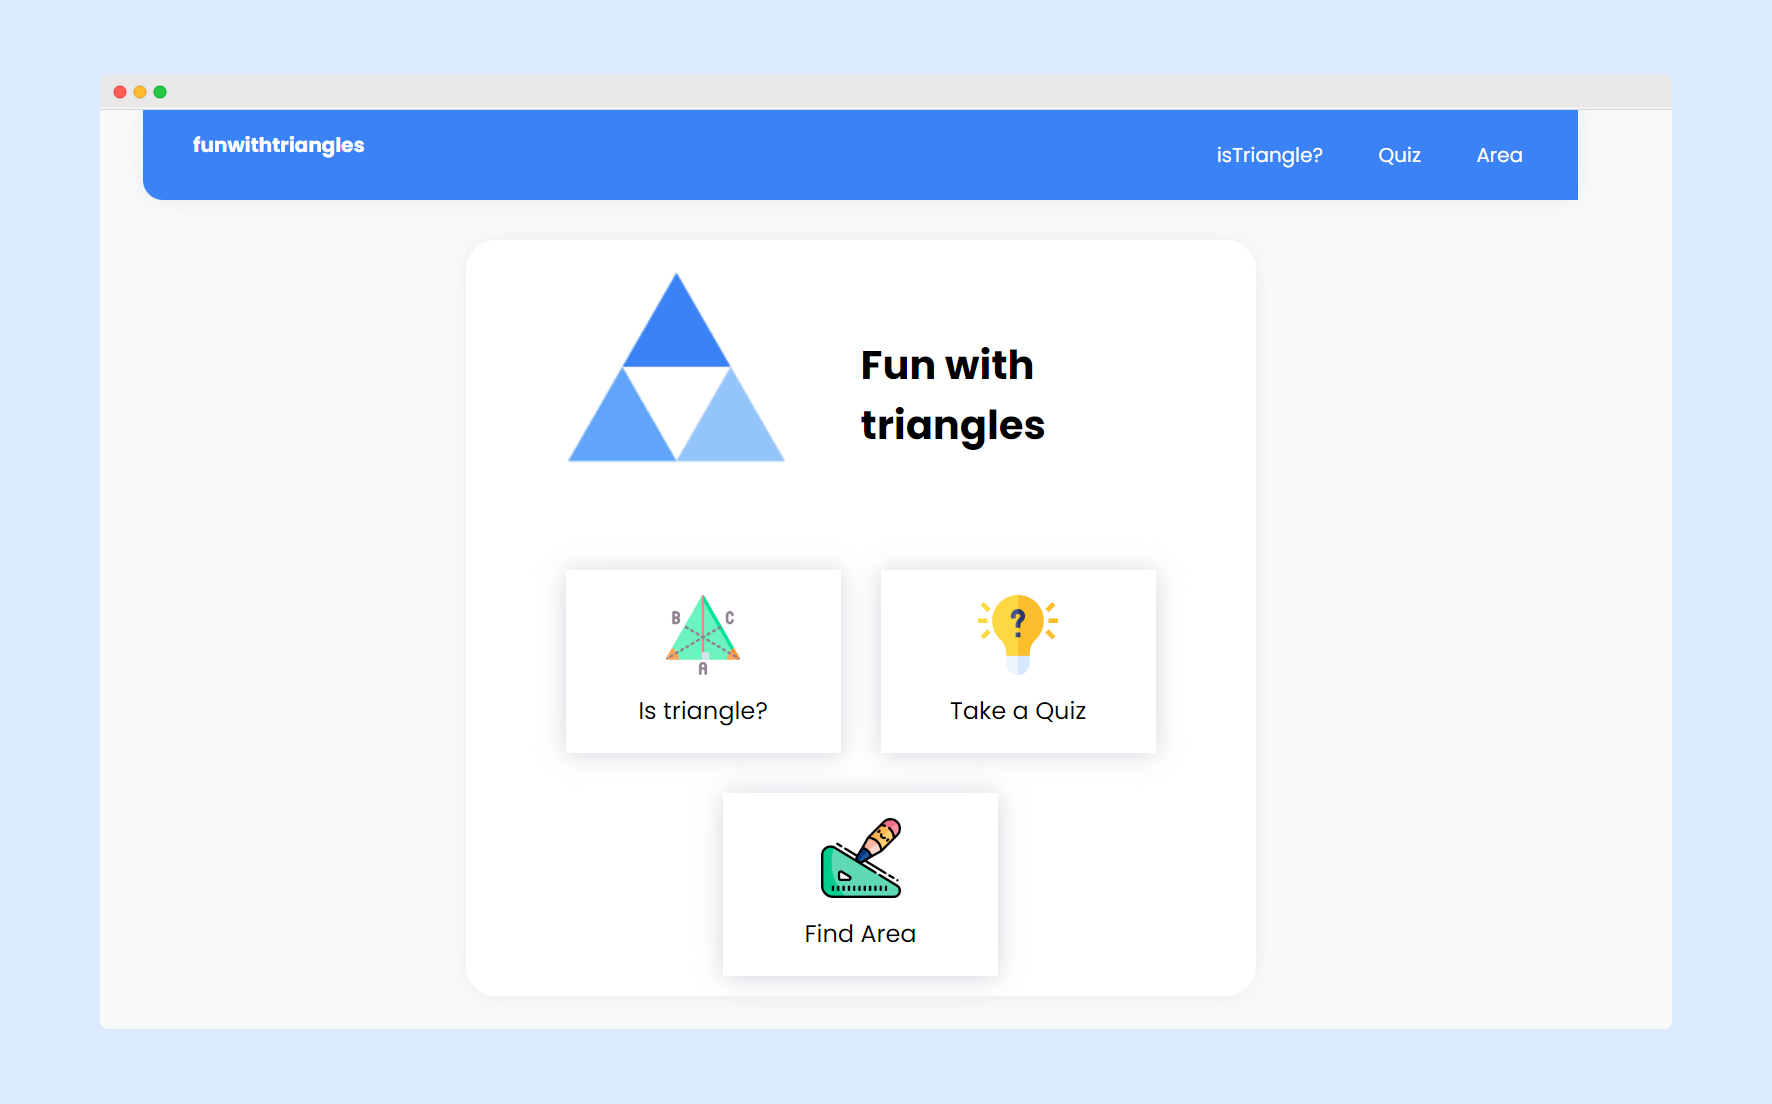 funwithtriangles
isTriangle? Quiz Area
Fun with
triangles
B C
A
?
Is triangle?
Take a Quiz
Find Area